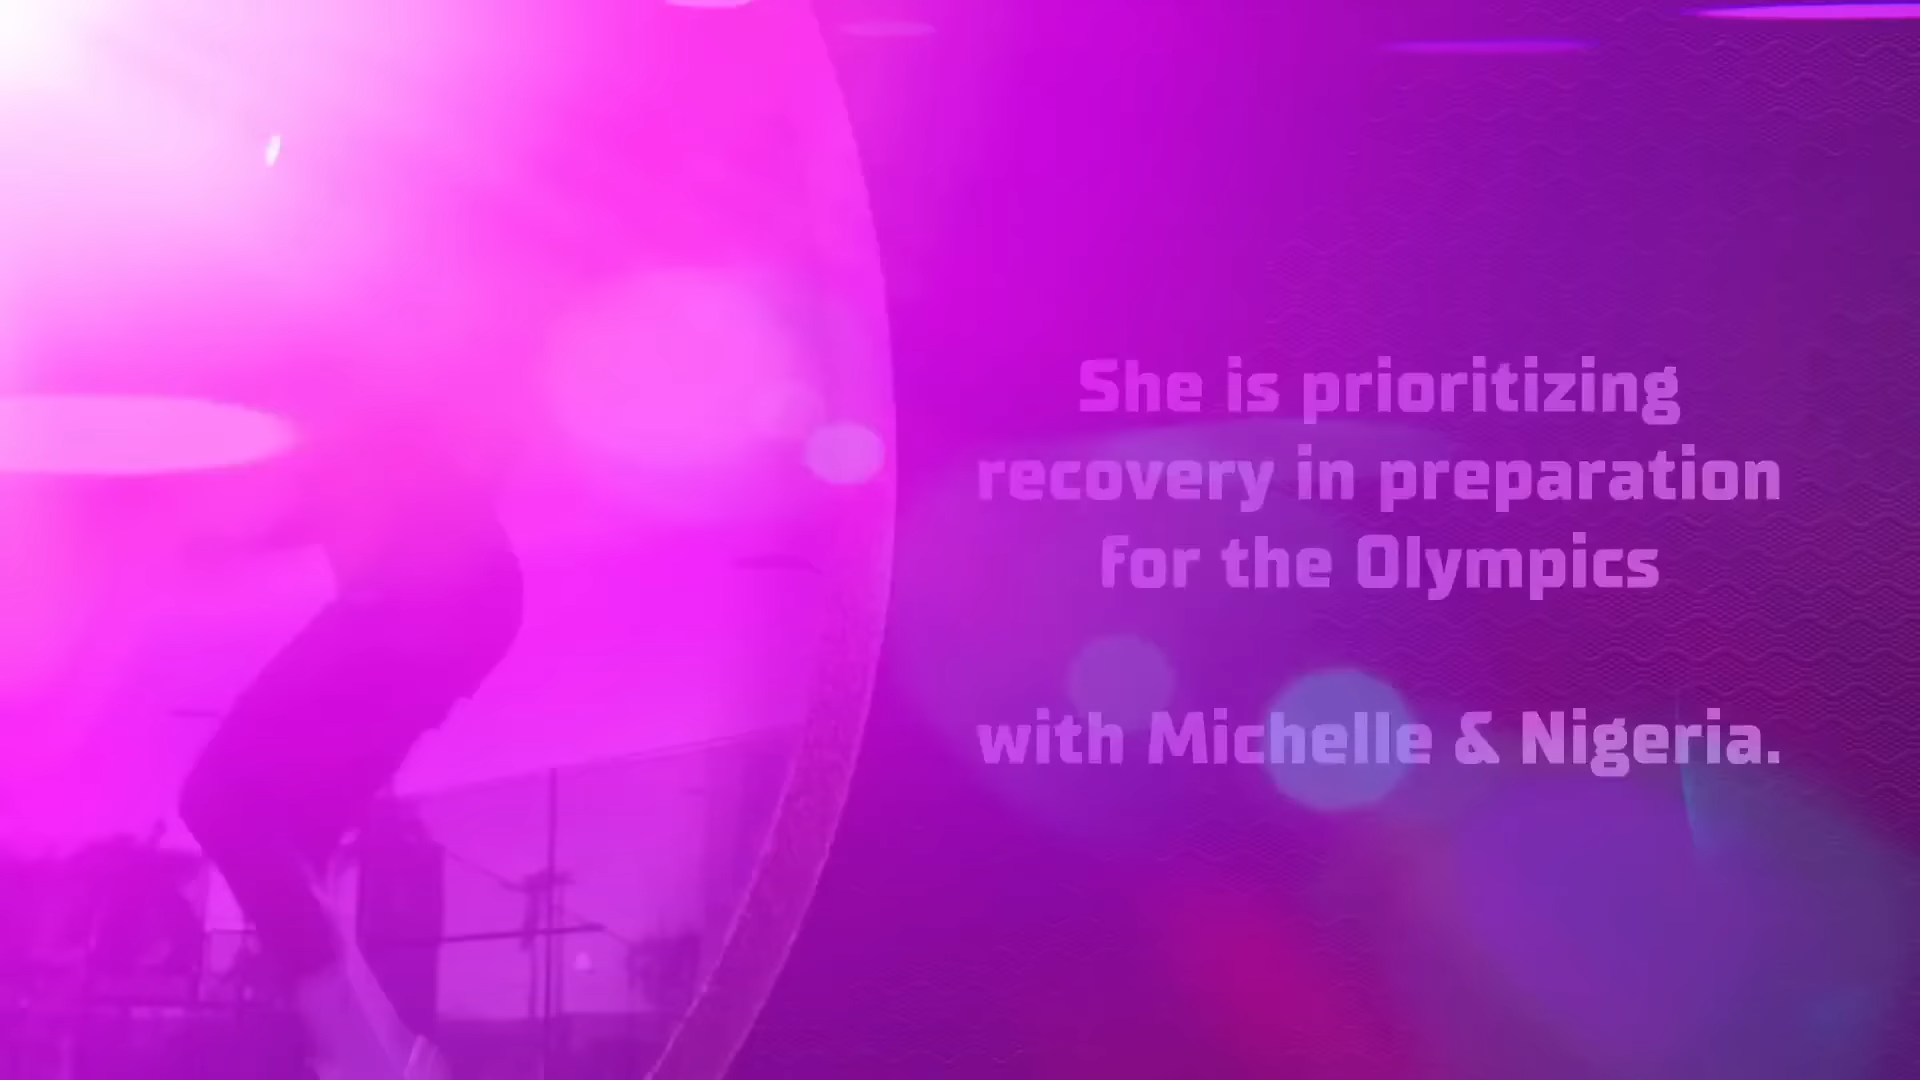 She is prioritizing
recovery in preparation
for the Olympics
with Michelle & Nigeria.